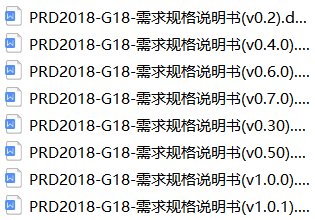 PRD2018-G18-需求规格说明书(v0.2).d...
PRD2018-G18-需求规格说明书(v0.4.0)....
PRD2018-G18-需求规格说明书(v0.6.0)....
PRD2018-G18-需求规格说明书(v0.7.0)....
PRD2018-G18-需求规格说明书(v0.30)....
PRD2018-G18-需求规格说明书(v0.50)....
PRD2018-G18-需求规格说明书(v1.0.0)....
PRD2018-G18-需求规格说明书(v1.0.1)....